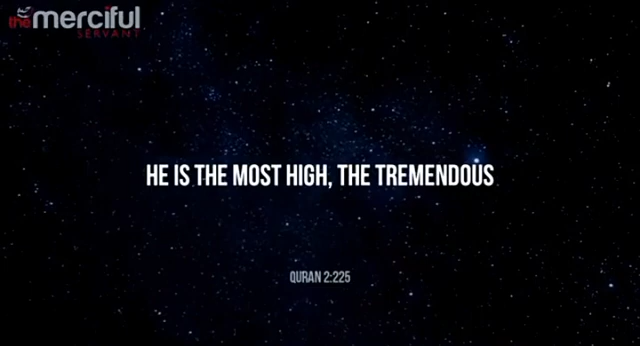 the merciful
SERVANT
HE IS THE MOST HIGH, THE TREMENDOUS
QURAN 2:225